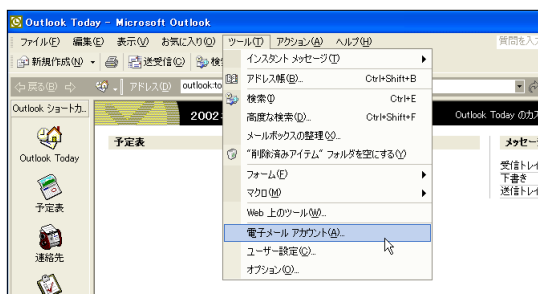 Outlook Today - Microsoft Outlook
ファイル(F) 編集(E) 表示(V) お気に入り(O) ツール(T) アクション(A) ヘルプ(H) 質問を入
新規作成(N) 送受信(C) 検
戻る(B) アドレス(D) outlook:to
インスタント メッセージ(T)
アドレス帳(B)... Ctrl+Shift+B
検索(I) Ctrl+E
高度な検索(D)... Ctrl+Shift+F
メールボックスの整理(X)...
"削除済みアイテム" フォルダを空にする(Y)
フォーム(F)
マクロ(M)
Web 上のツール(W)...
電子メール アカウント(A)...
ユーザー設定(C)...
オプション(O)...
Outlook ショートカ...
Outlook Today
予定表
連絡先
2002
Outlook Today のカス
予定表
メッセー
受信トレイ
下書き
送信トレイ